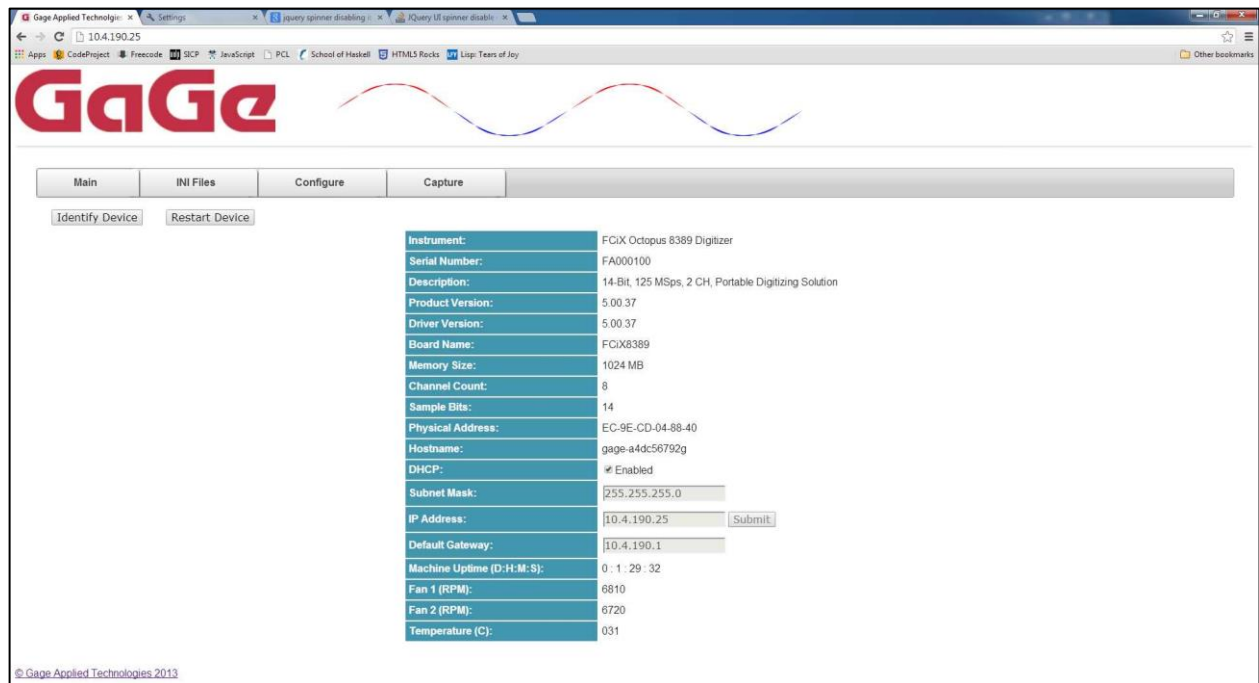 Gage Applied Technolgies
Settings
jquery spinner disabling i
JQuery UI spinner disable
10.4.190.25
Apps CodeProject Freecode SICP JavaScript PCL School of Haskell HTML5 Rocks Lisp: Tears of Joy Other bookmarks
GaGe
Main INI Files Configure Capture
Identify Device Restart Device
Instrument: FCiX Octopus 8389 Digitizer
Serial Number: FA000100
Description: 14-Bit, 125 MSps, 2 CH, Portable Digitizing Solution
Product Version: 5.00.37
Driver Version: 5.00.37
Board Name: FCiX8389
Memory Size: 1024 MB
Channel Count: 8
Sample Bits: 14
Physical Address: EC-9E-CD-04-88-40
Hostname: gage-a4dc56792g
DHCP: Enabled
Subnet Mask: 255.255.255.0
IP Address: 10.4.190.25 Submit
Default Gateway: 10.4.190.1
Machine Uptime (D:H:M:S): 0 : 1 : 29 : 32
Fan 1 (RPM): 6810
Fan 2 (RPM): 6720
Temperature (C): 031
© Gage Applied Technologies 2013